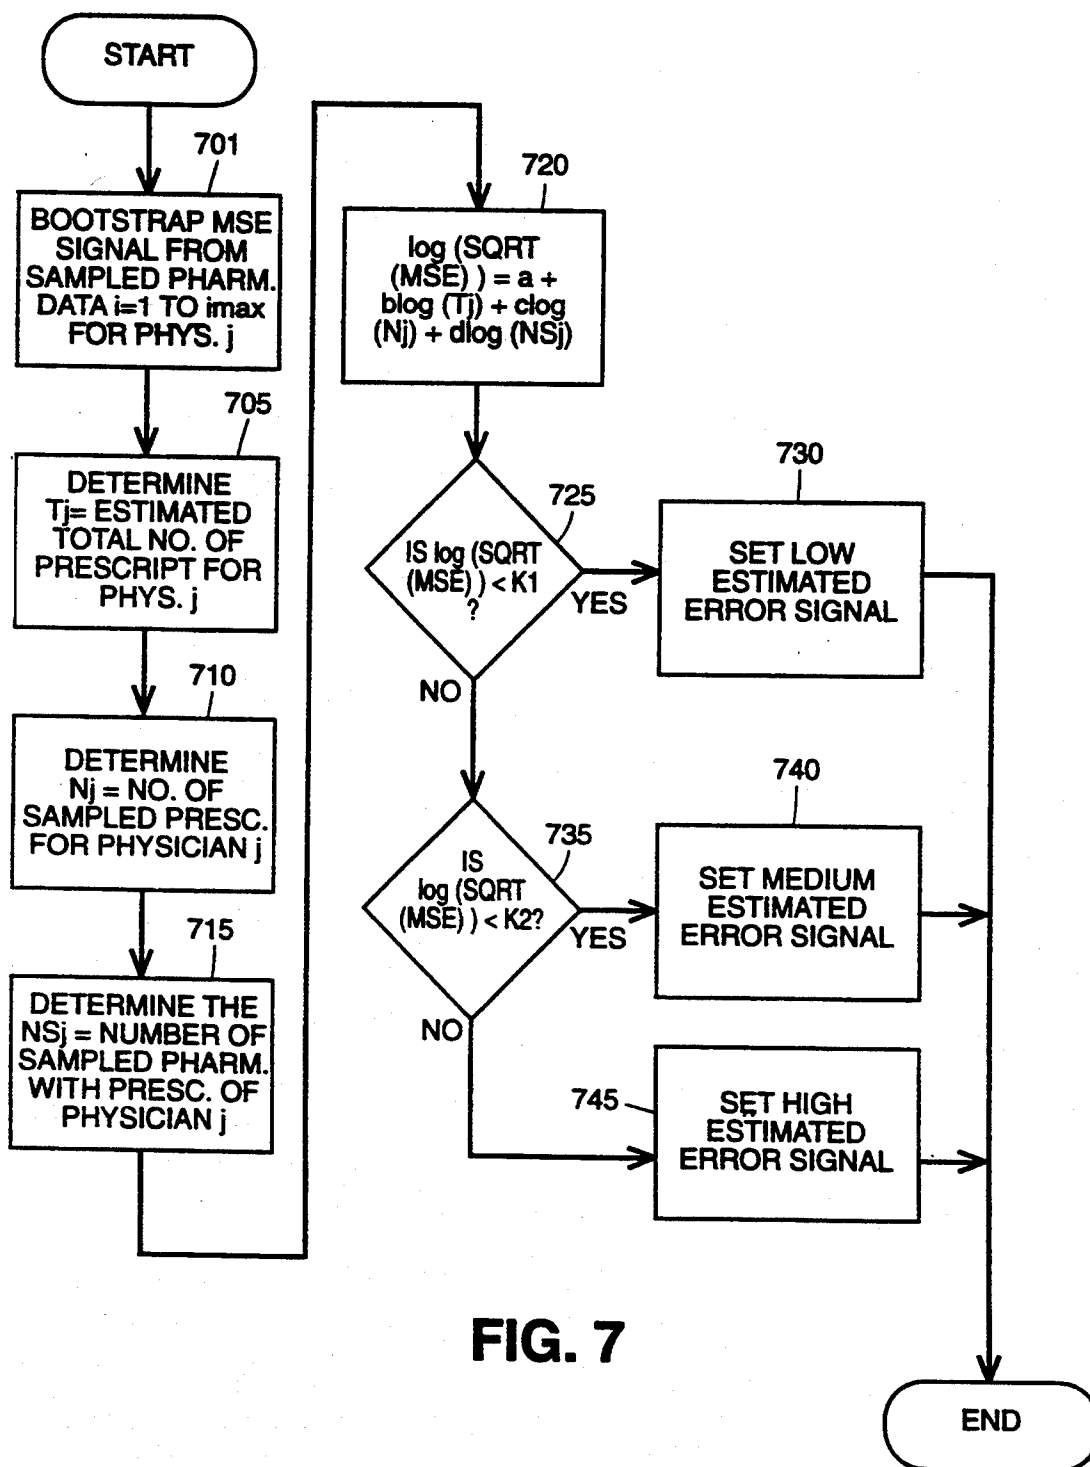 START
701
BOOTSTRAP MSE
SIGNAL FROM
SAMPLED PHARM.
DATA i=1 TO imax
FOR PHYS. j
705
DETERMINE
Tj= ESTIMATED
TOTAL NO. OF
PRESCRIPT FOR
PHYS. j
710
DETERMINE
Nj = NO. OF
SAMPLED PRESC.
FOR PHYSICIAN j
715
DETERMINE THE
NSj = NUMBER OF
SAMPLED PHARM.
WITH PRESC. OF
PHYSICIAN j
720
log (SQRT
(MSE) ) = a +
blog (Tj) + clog
(Nj) + dlog (NSj)
725
IS log (SQRT
(MSE) ) < K1
?
YES
NO
730
SET LOW
ESTIMATED
ERROR SIGNAL
735
IS
log (SQRT
(MSE) ) < K2?
YES
NO
740
SET MEDIUM
ESTIMATED
ERROR SIGNAL
745
SET HIGH
ESTIMATED
ERROR SIGNAL
FIG. 7
END